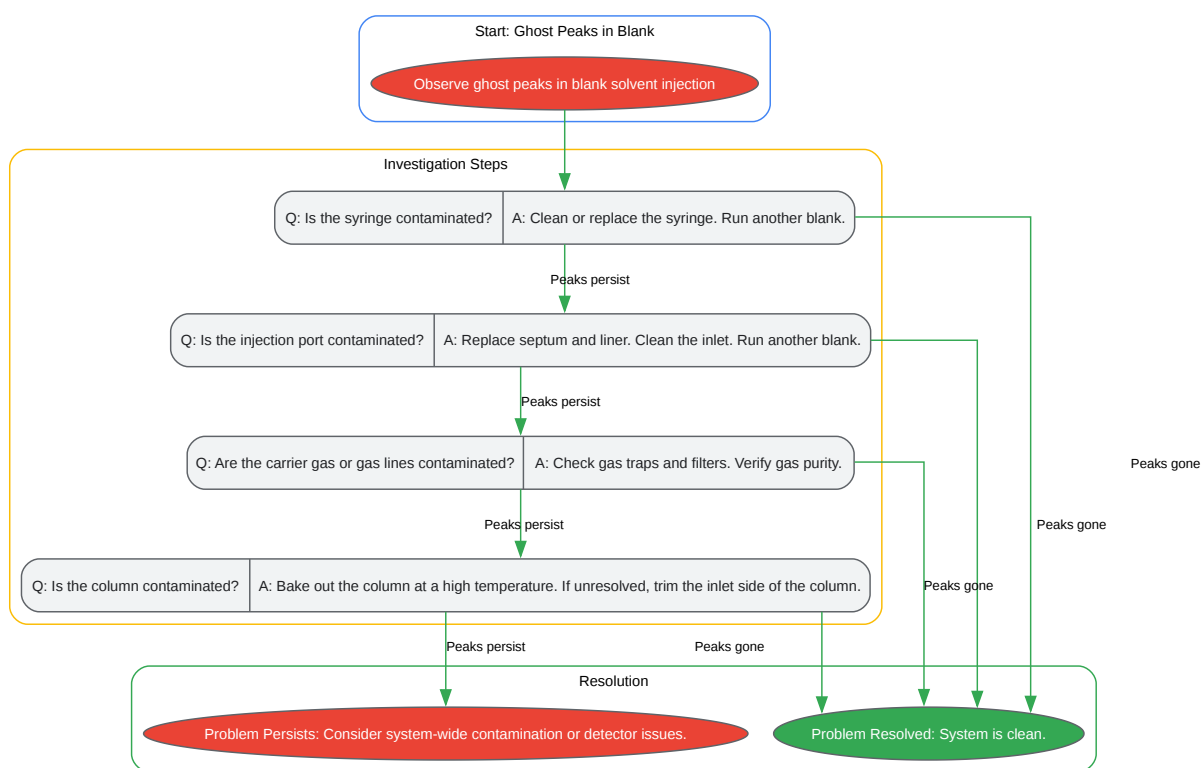 Start: Ghost Peaks in Blank
Observe ghost peaks in blank solvent injection
Investigation Steps
Q: Is the syringe contaminated?
A: Clean or replace the syringe. Run another blank.
Peaks persist
Q: Is the injection port contaminated?
A: Replace septum and liner. Clean the inlet. Run another blank.
Peaks persist
Q: Are the carrier gas or gas lines contaminated?
A: Check gas traps and filters. Verify gas purity.
Peaks gone
Peaks persist
Peaks gone
Q: Is the column contaminated?
A: Bake out the column at a high temperature. If unresolved, trim the inlet side of the column.
Peaks gone
Peaks persist
Peaks gone
Resolution
Problem Persists: Consider system-wide contamination or detector issues.
Problem Resolved: System is clean.